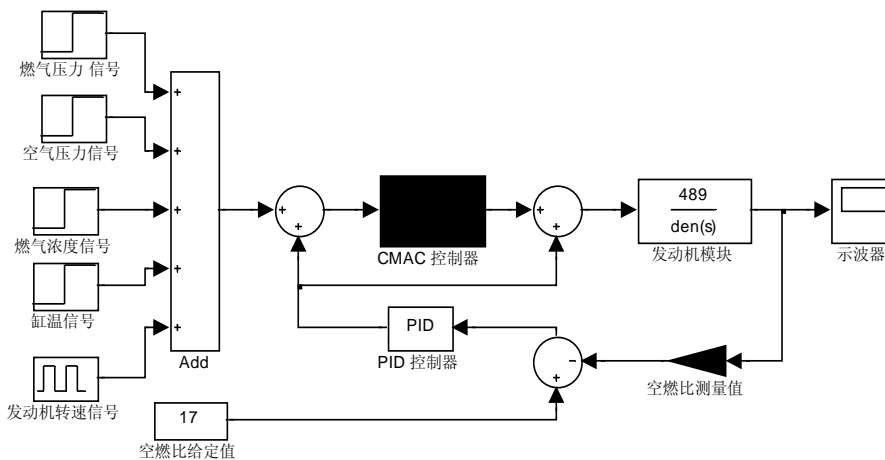 燃气压力 信号
空气压力信号
燃气浓度信号
缸温信号
发动机转速信号
+
+
+
+
+
Add
+
+
CMAC 控制器
+
+
489
den(s)
发动机模块
示波器
PID
PID 控制器
-
+
空燃比测量值
17
空燃比给定值